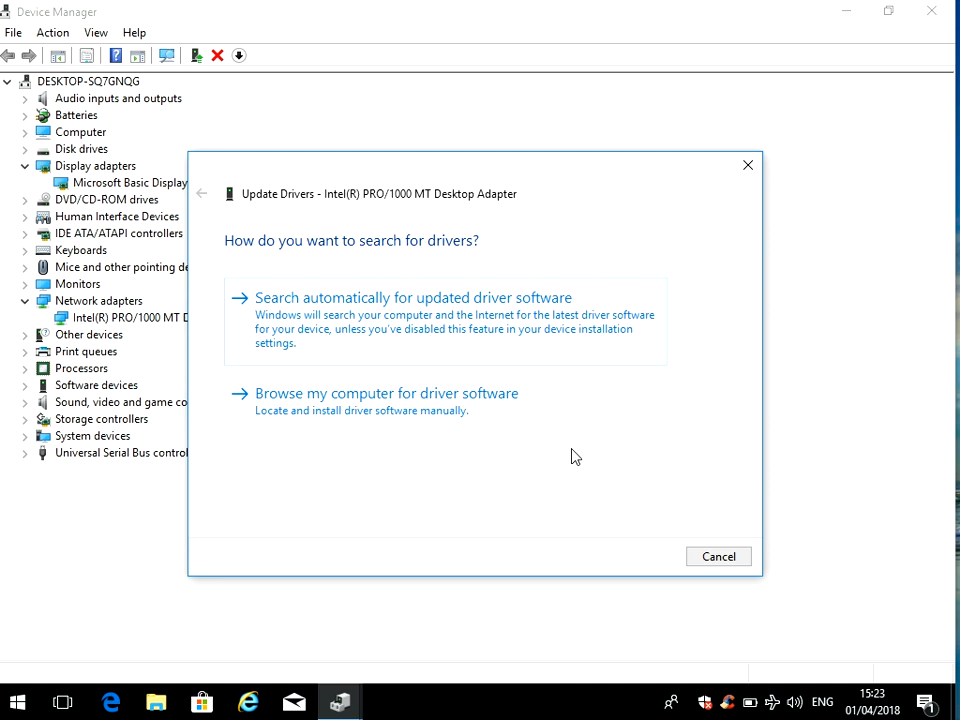 Device Manager
File Action View Help
DESKTOP-SQ7GNQG
Audio inputs and outputs
Batteries
Computer
Disk drives
Display adapters
Microsoft Basic Display
DVD/CD-ROM drives
Human Interface Devices
IDE ATA/ATAPI controllers
Keyboards
Mice and other pointing de
Monitors
Network adapters
Intel(R) PRO/1000 MT D
Other devices
Print queues
Processors
Software devices
Sound, video and game co
Storage controllers
System devices
Universal Serial Bus control
Update Drivers - Intel(R) PRO/1000 MT Desktop Adapter
How do you want to search for drivers?
Search automatically for updated driver software
Windows will search your computer and the Internet for the latest driver software
for your device, unless you've disabled this feature in your device installation
settings.
Browse my computer for driver software
Locate and install driver software manually.
Cancel
ENG
15:23
01/04/2018
1